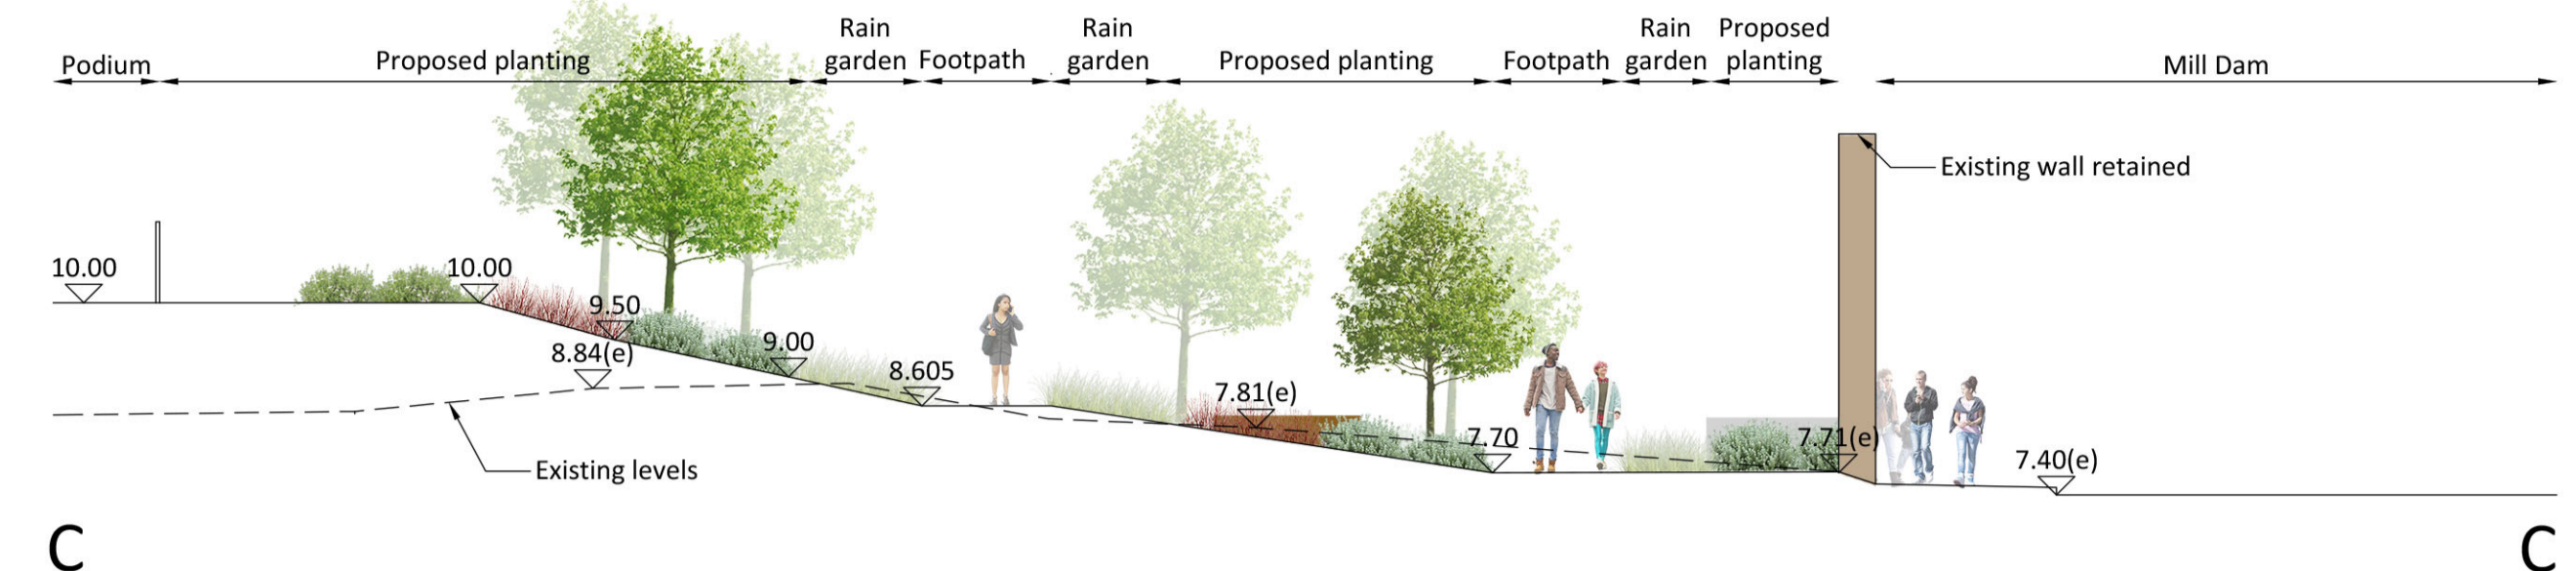 Podium
Proposed planting
Rain
garden
Footpath
Rain
garden
Proposed planting
Footpath
Rain
garden
Proposed
planting
Mill Dam
Existing wall retained
10.00
10.00
9.50
8.84(e)
9.00
8.605
7.81(e)
7.70
7.71(e)
7.40(e)
Existing levels
C
C